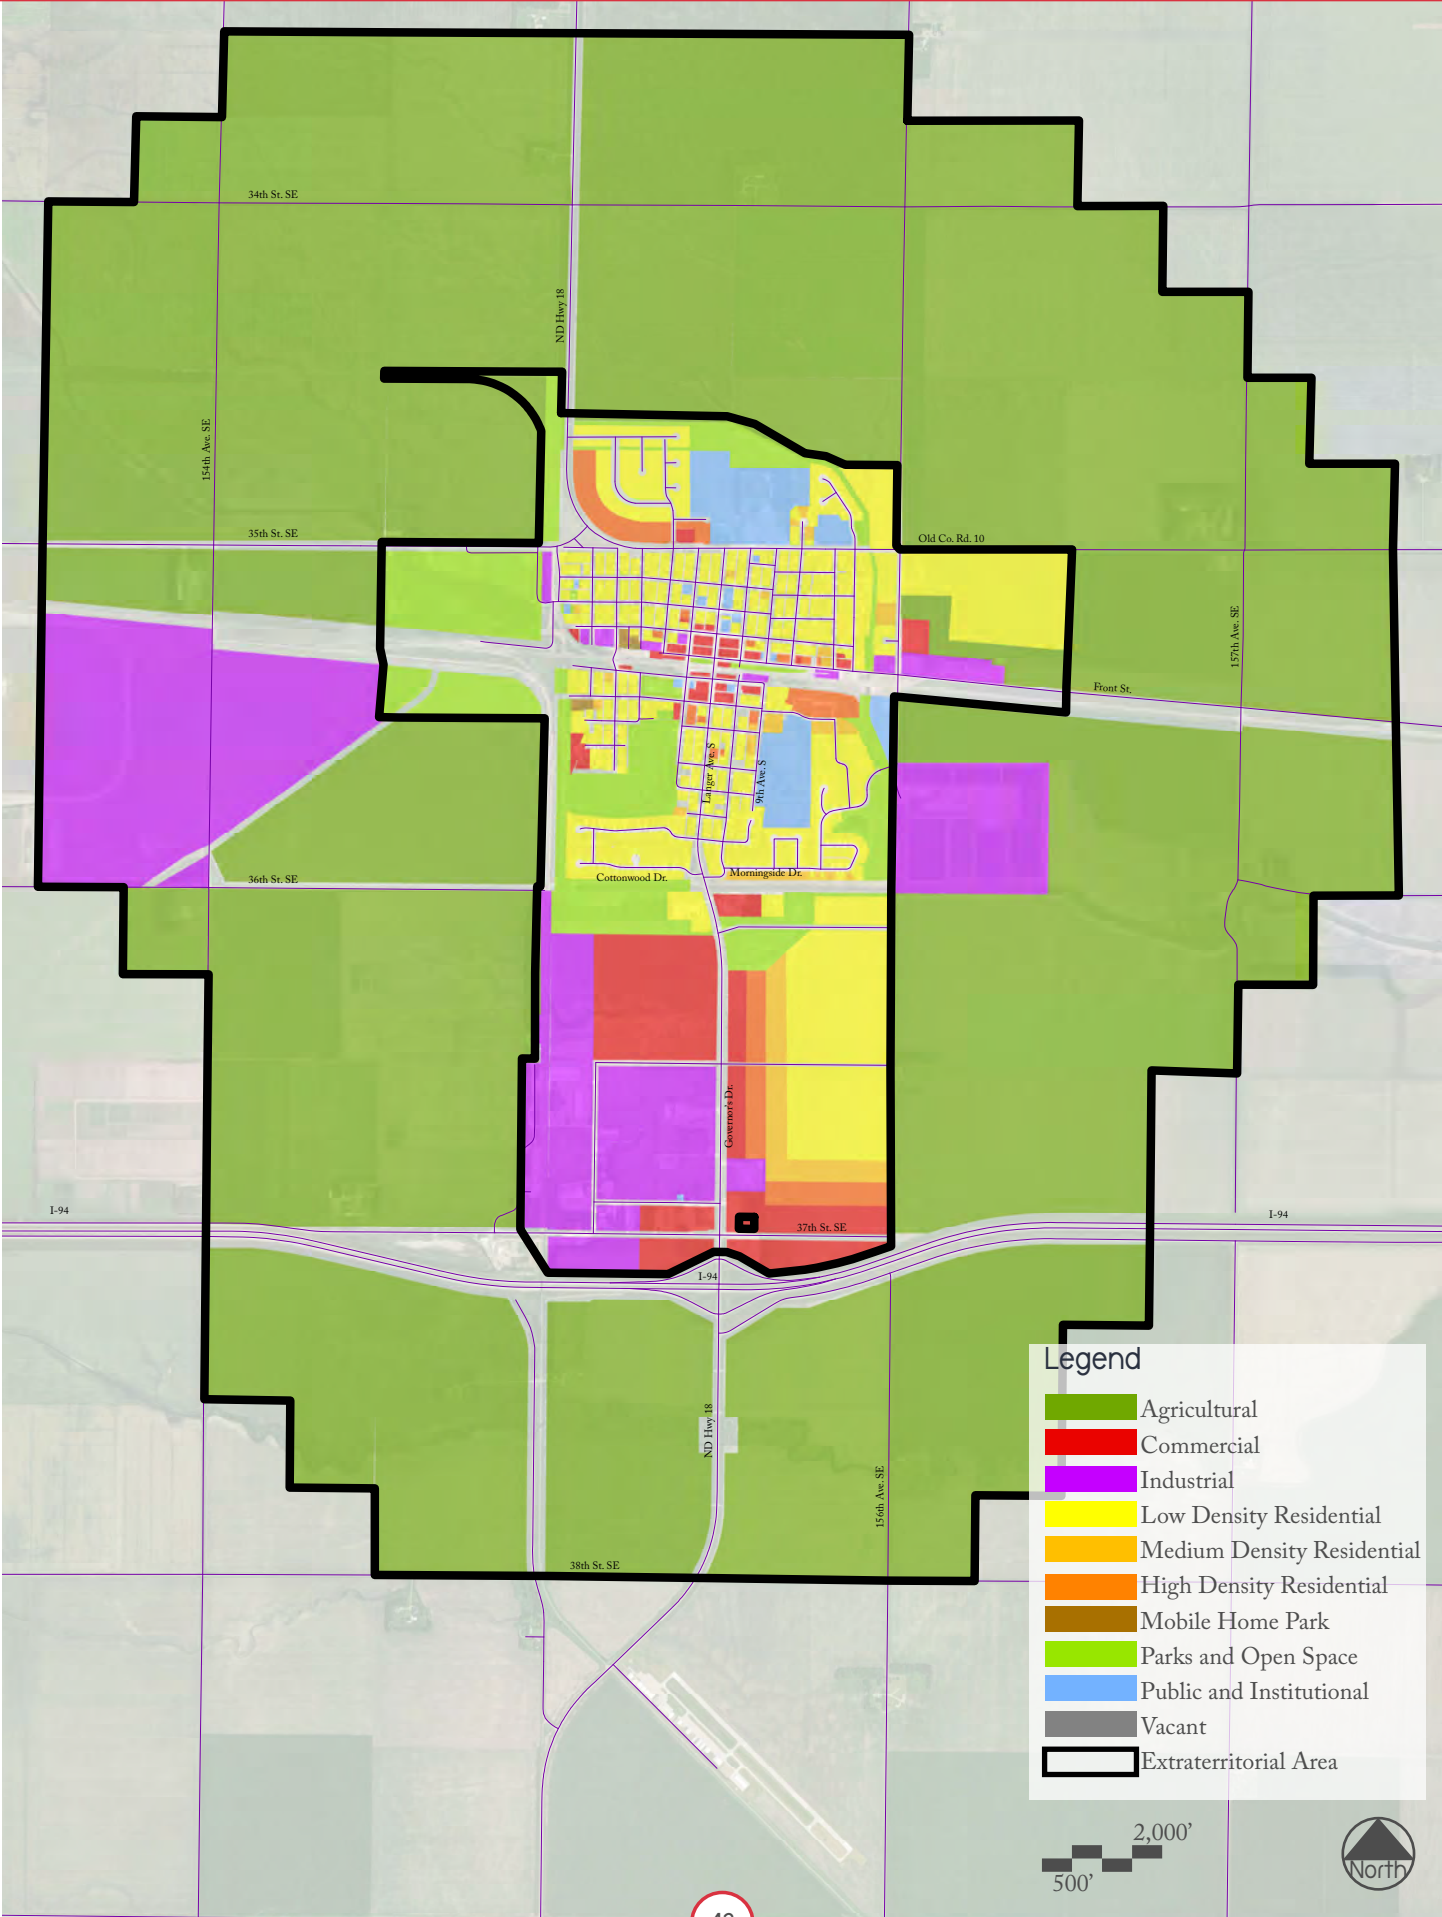 34th St. SE
ND Hwy 18
154th Ave. SE
35th St. SE
Old Co. Rd. 10
157th Ave. SE
Front St.
Langer Ave. S
9th Ave. S
36th St. SE
Cottonwood Dr.
Morningside Dr.
Governor's Dr.
I-94
37th St. SE
I-94
I-94
ND Hwy 18
156th Ave. SE
38th St. SE
Legend
Agricultural
Commercial
Industrial
Low Density Residential
Medium Density Residential
High Density Residential
Mobile Home Park
Parks and Open Space
Public and Institutional
Vacant
Extraterritorial Area
2,000'
500'
North